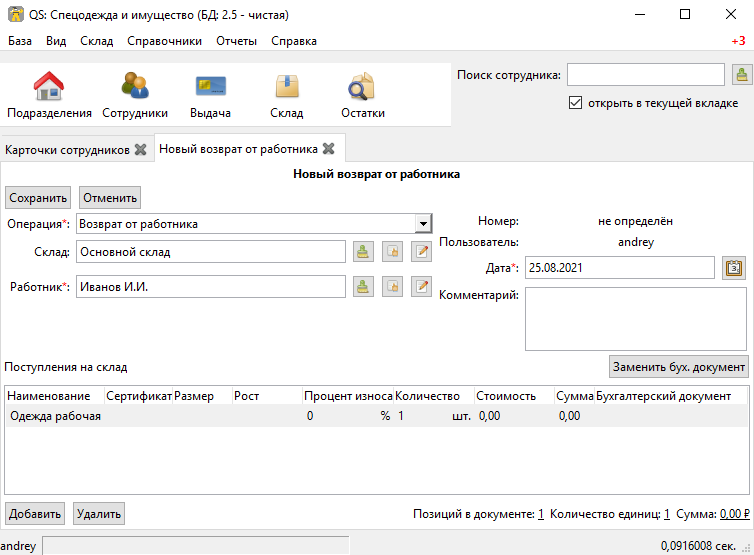 QS: Спецодежда и имущество (БД: 2.5 - чистая)
База Вид Склад Справочники Отчеты Справка +3
Поиск сотрудника:
открыть в текущей вкладке
Подразделения Сотрудники Выдача Склад Остатки
Карточки сотрудников Новый возврат от работника
Новый возврат от работника
Сохранить Отменить
Операция*: Возврат от работника Номер: не определён
Пользователь: andrey
Склад: Основной склад
Дата*: 25.08.2021
Работник*: Иванов И.И.
Комментарий:
Поступления на склад Заменить бух. документ
Наименование Сертификат Размер Рост Процент износа Количество Стоимость Сумма Бухгалтерский документ
Одежда рабочая 0 % 1 шт. 0,00 0,00
Добавить Удалить Позиций в документе: 1 Количество единиц: 1 Сумма: 0,00 ₽
andrey 0,0916008 сек.